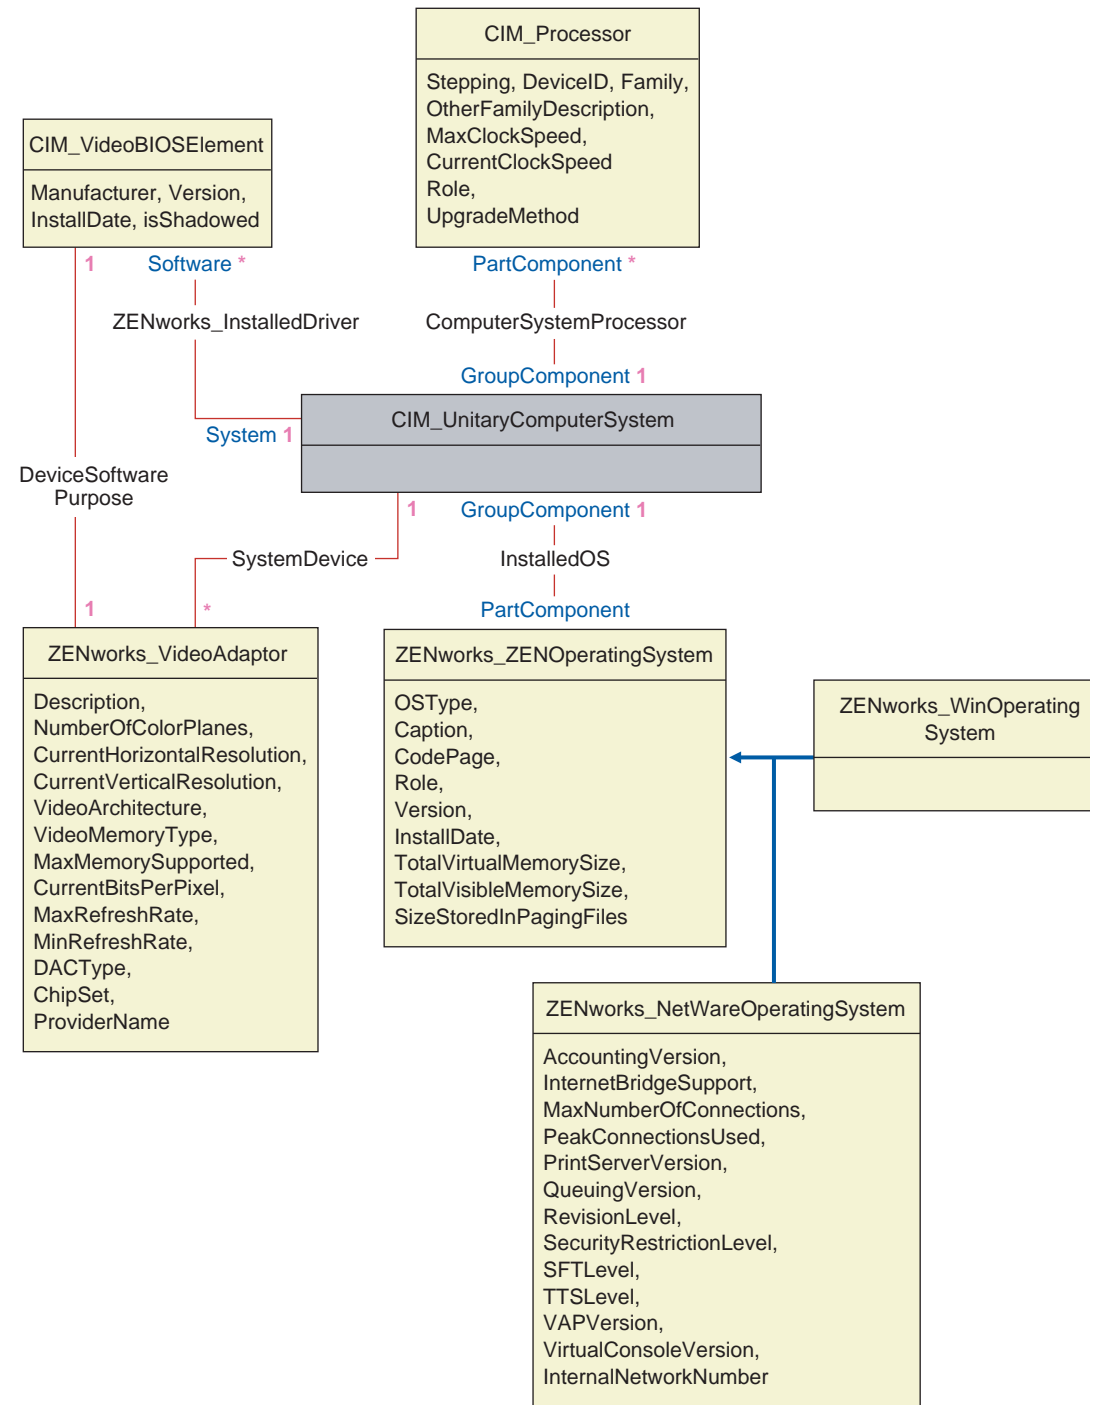 CIM_Processor
Stepping, DeviceID, Family,
OtherFamilyDescription,
MaxClockSpeed,
CurrentClockSpeed
Role,
UpgradeMethod
CIM_VideoBIOSElement
Manufacturer, Version,
InstallDate, isShadowed
1
Software *
PartComponent *
ZENworks_InstalledDriver
ComputerSystemProcessor
GroupComponent 1
CIM_UnitaryComputerSystem
System 1
DeviceSoftware
Purpose
1
GroupComponent 1
SystemDevice
InstalledOS
1
*
PartComponent
ZENworks_VideoAdaptor
Description,
NumberOfColorPlanes,
CurrentHorizontalResolution,
CurrentVerticalResolution,
VideoArchitecture,
VideoMemoryType,
MaxMemorySupported,
CurrentBitsPerPixel,
MaxRefreshRate,
MinRefreshRate,
DACType,
ChipSet,
ProviderName
ZENworks_ZENOperatingSystem
OSType,
Caption,
CodePage,
Role,
Version,
InstallDate,
TotalVirtualMemorySize,
TotalVisibleMemorySize,
SizeStoredInPagingFiles
ZENworks_WinOperating
System
ZENworks_NetWareOperatingSystem
AccountingVersion,
InternetBridgeSupport,
MaxNumberOfConnections,
PeakConnectionsUsed,
PrintServerVersion,
QueuingVersion,
RevisionLevel,
SecurityRestrictionLevel,
SFTLevel,
TTSLevel,
VAPVersion,
VirtualConsoleVersion,
InternalNetworkNumber